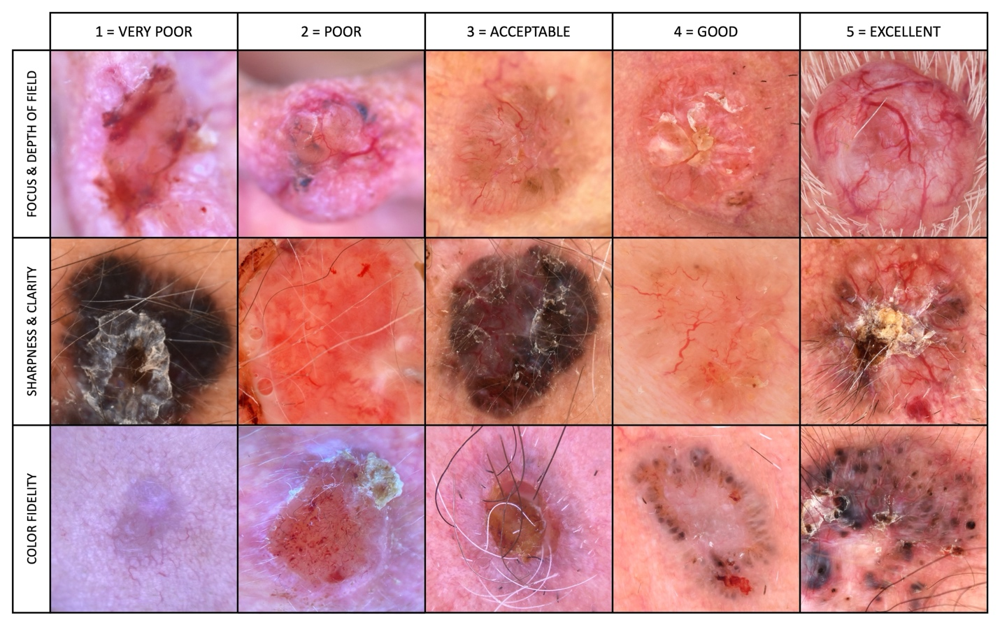 1 = VERY POOR
2 = POOR
3 = ACCEPTABLE
4 = GOOD
5 = EXCELLENT
FOCUS & DEPTH OF FIELD
SHARPNESS & CLARITY
COLOR FIDELITY